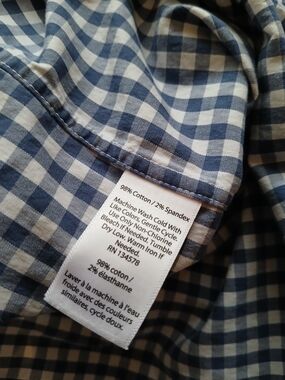 98% Cotton / 2% Spandex
Machine Wash Cold With
Like Colors. Gentle Cycle.
Use Only Non-Chlorine
Bleach If Needed. Tumble
Dry Low. Warm Iron If
Needed.
RN 134578
98% coton /
2% élasthanne
Laver à la machine à l'eau
froide avec des couleurs
similaires, cycle doux.